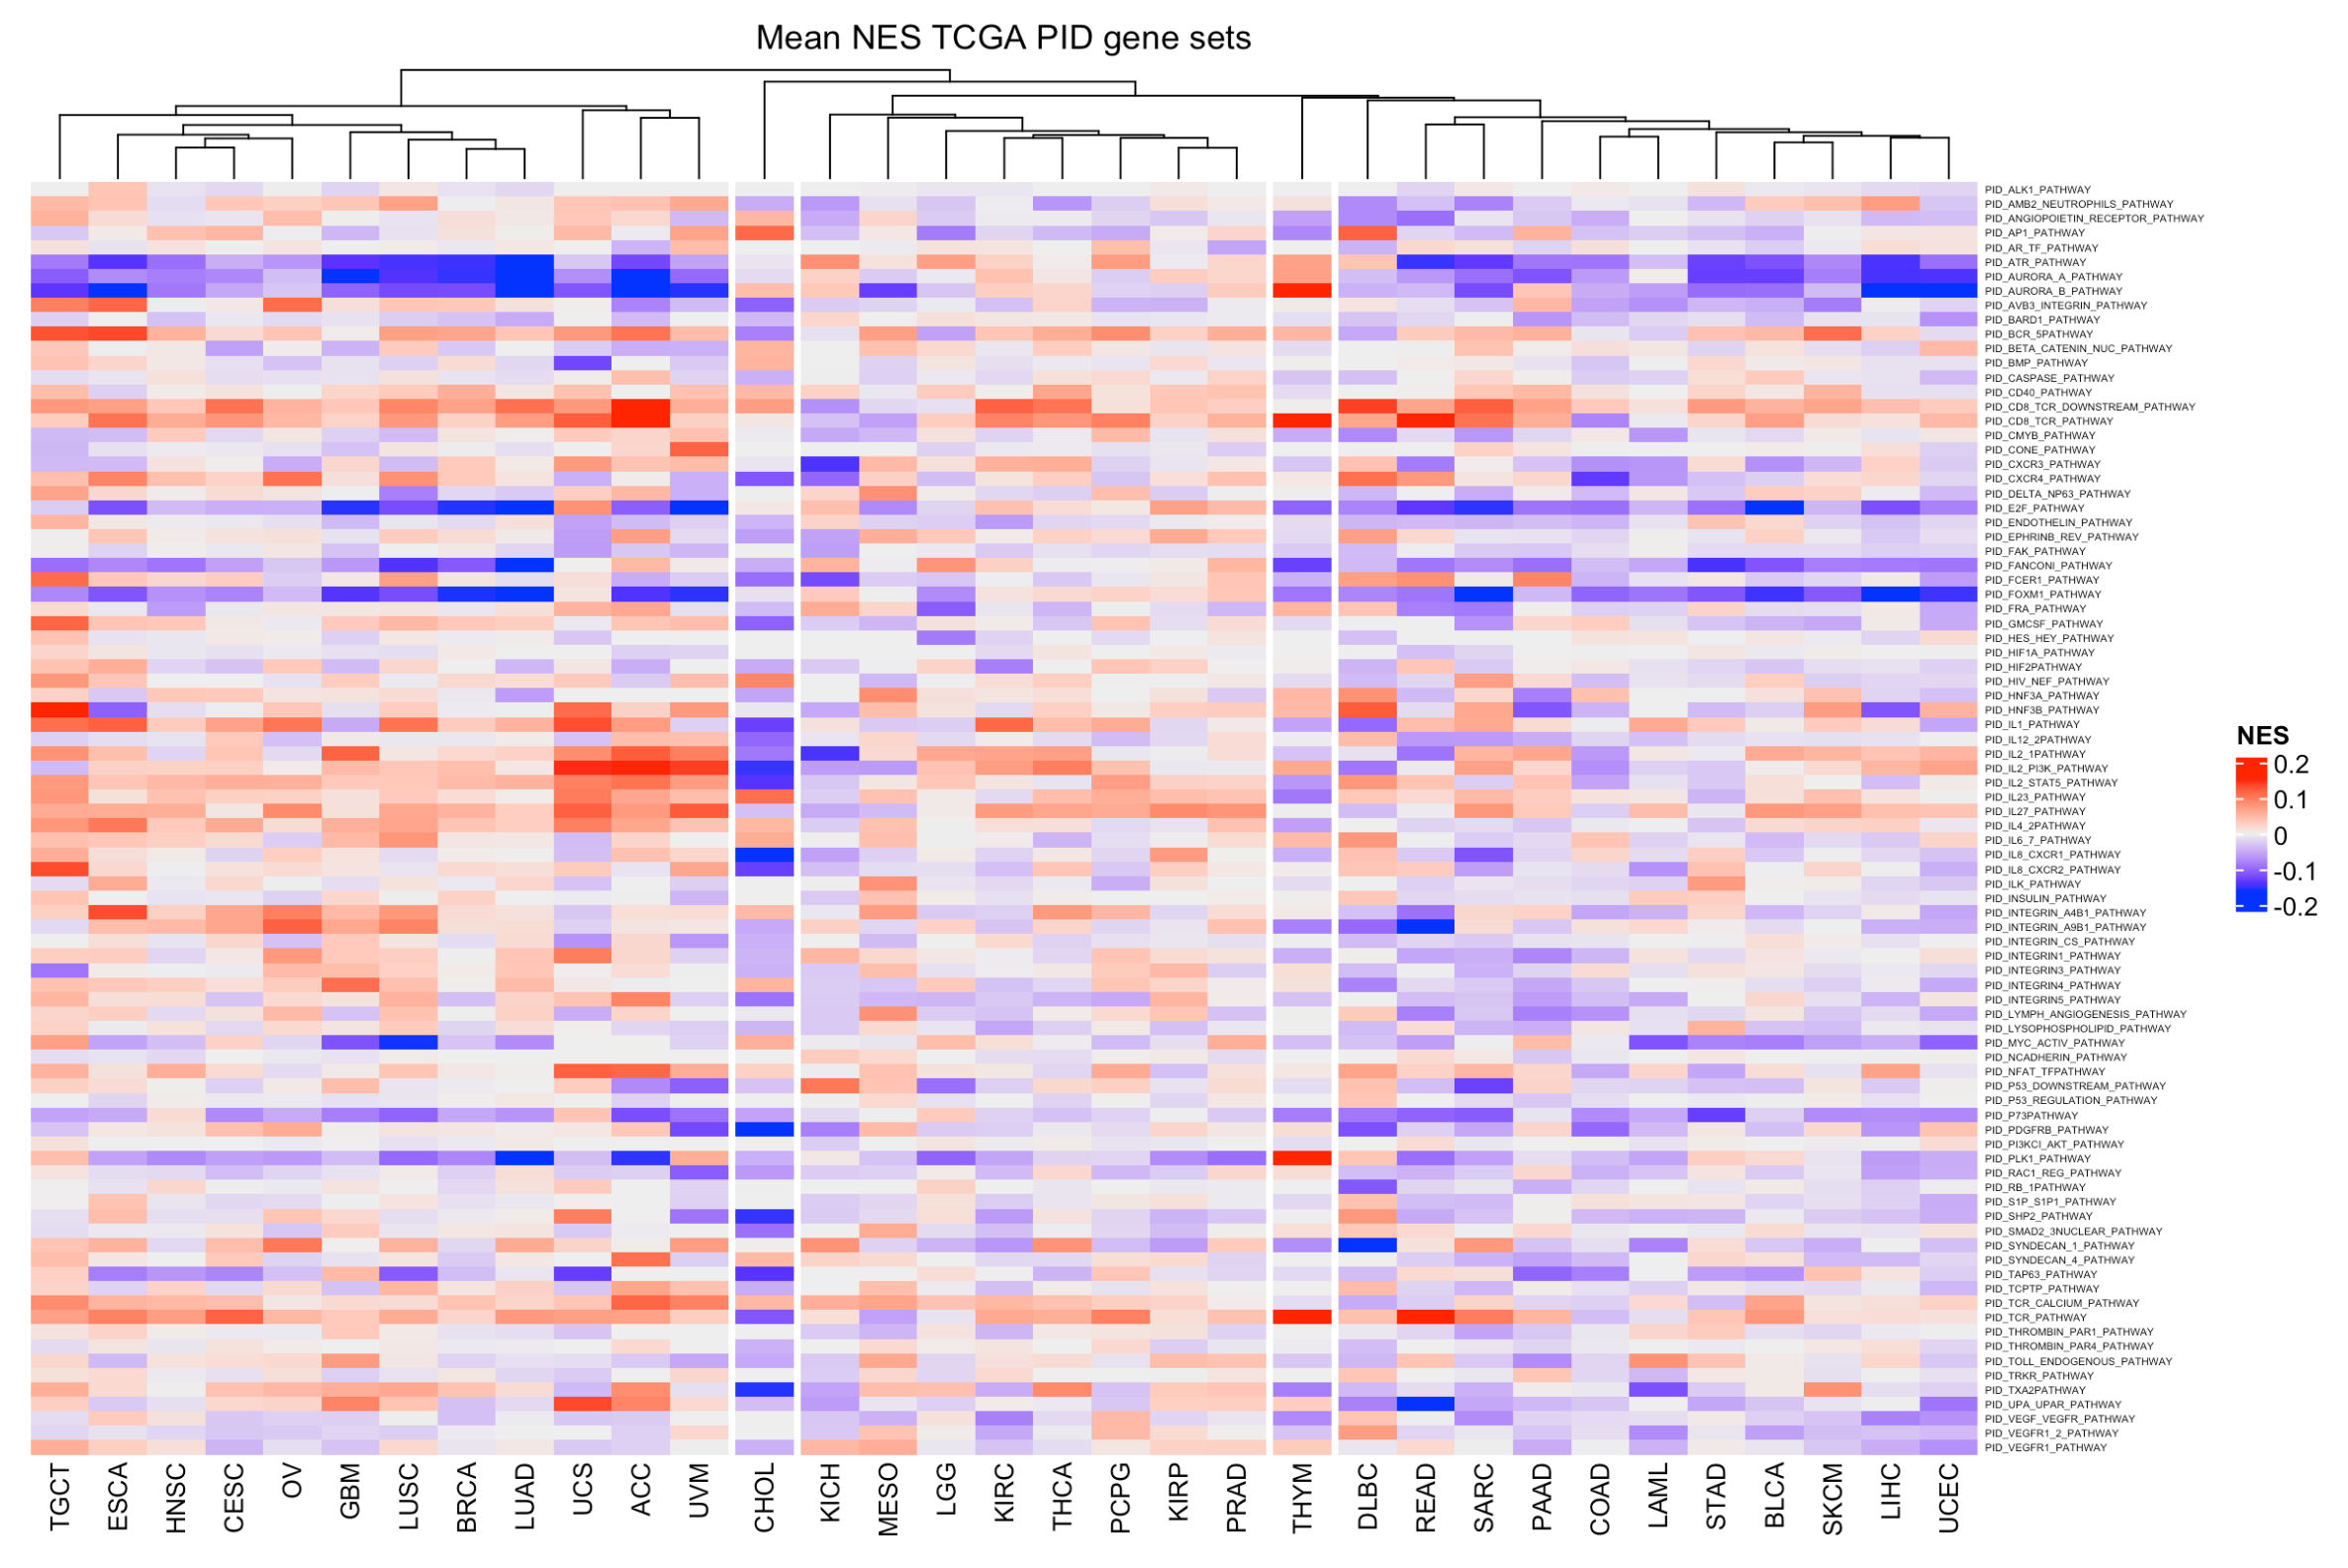 Mean NES TCGA PID gene sets
PID_ALK1_PATHWAY
PID_AMB2_NEUTROPHILS_PATHWAY
PID_ANGIOPOIETIN_RECEPTOR_PATHWAY
PID_AP1_PATHWAY
PID_AR_TF_PATHWAY
PID_ATR_PATHWAY
PID_AURORA_A_PATHWAY
PID_AURORA_B_PATHWAY
PID_AVB3_INTEGRIN_PATHWAY
PID_BARD1_PATHWAY
PID_BCR_5PATHWAY
PID_BETA_CATENIN_NUC_PATHWAY
PID_BMP_PATHWAY
PID_CASPASE_PATHWAY
PID_CD40_PATHWAY
PID_CD8_TCR_DOWNSTREAM_PATHWAY
PID_CD8_TCR_PATHWAY
PID_CMYB_PATHWAY
PID_CONE_PATHWAY
PID_CXCR3_PATHWAY
PID_CXCR4_PATHWAY
PID_DELTA_NP63_PATHWAY
PID_E2F_PATHWAY
PID_ENDOTHELIN_PATHWAY
PID_EPHRINB_REV_PATHWAY
PID_FAK_PATHWAY
PID_FANCONI_PATHWAY
PID_FCER1_PATHWAY
PID_FOXM1_PATHWAY
PID_FRA_PATHWAY
PID_GMCSF_PATHWAY
PID_HES_HEY_PATHWAY
PID_HIF1A_PATHWAY
PID_HIF2PATHWAY
PID_HIV_NEF_PATHWAY
PID_HNF3A_PATHWAY
PID_HNF3B_PATHWAY
PID_IL1_PATHWAY
PID_IL12_2PATHWAY
PID_IL2_1PATHWAY
PID_IL2_PI3K_PATHWAY
PID_IL2_STAT5_PATHWAY
PID_IL23_PATHWAY
PID_IL27_PATHWAY
PID_IL4_2PATHWAY
PID_IL6_7_PATHWAY
PID_IL8_CXCR1_PATHWAY
PID_IL8_CXCR2_PATHWAY
PID_ILK_PATHWAY
PID_INSULIN_PATHWAY
PID_INTEGRIN_A4B1_PATHWAY
PID_INTEGRIN_A9B1_PATHWAY
PID_INTEGRIN_CS_PATHWAY
PID_INTEGRIN1_PATHWAY
PID_INTEGRIN3_PATHWAY
PID_INTEGRIN4_PATHWAY
PID_INTEGRIN5_PATHWAY
PID_LYMPH_ANGIOGENESIS_PATHWAY
PID_LYSOPHOSPHOLIPID_PATHWAY
PID_MYC_ACTIV_PATHWAY
PID_NCADHERIN_PATHWAY
PID_NFAT_TFPATHWAY
PID_P53_DOWNSTREAM_PATHWAY
PID_P53_REGULATION_PATHWAY
PID_P73PATHWAY
PID_PDGFRB_PATHWAY
PID_PI3KCI_AKT_PATHWAY
PID_PLK1_PATHWAY
PID_RAC1_REG_PATHWAY
PID_RB_1PATHWAY
PID_S1P_S1P1_PATHWAY
PID_SHP2_PATHWAY
PID_SMAD2_3NUCLEAR_PATHWAY
PID_SYNDECAN_1_PATHWAY
PID_SYNDECAN_4_PATHWAY
PID_TAP63_PATHWAY
PID_TCPTP_PATHWAY
PID_TCR_CALCIUM_PATHWAY
PID_TCR_PATHWAY
PID_THROMBIN_PAR1_PATHWAY
PID_THROMBIN_PAR4_PATHWAY
PID_TOLL_ENDOGENOUS_PATHWAY
PID_TRKR_PATHWAY
PID_TXA2PATHWAY
PID_UPA_UPAR_PATHWAY
PID_VEGF_VEGFR_PATHWAY
PID_VEGFR1_2_PATHWAY
PID_VEGFR1_PATHWAY
NES
0.2
0.1
0
-0.1
-0.2
TGCT ESCA HNSC CESC OV GBM LUSC BRCA LUAD UCS ACC UVM CHOL KICH MESO LGG KIRC THCA PCPG KIRP PRAD THYM DLBC READ SARC PAAD COAD LAML STAD BLCA SKCM LIHC UCEC